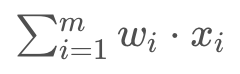 ∑_{i=1}^{m} w_i · x_i